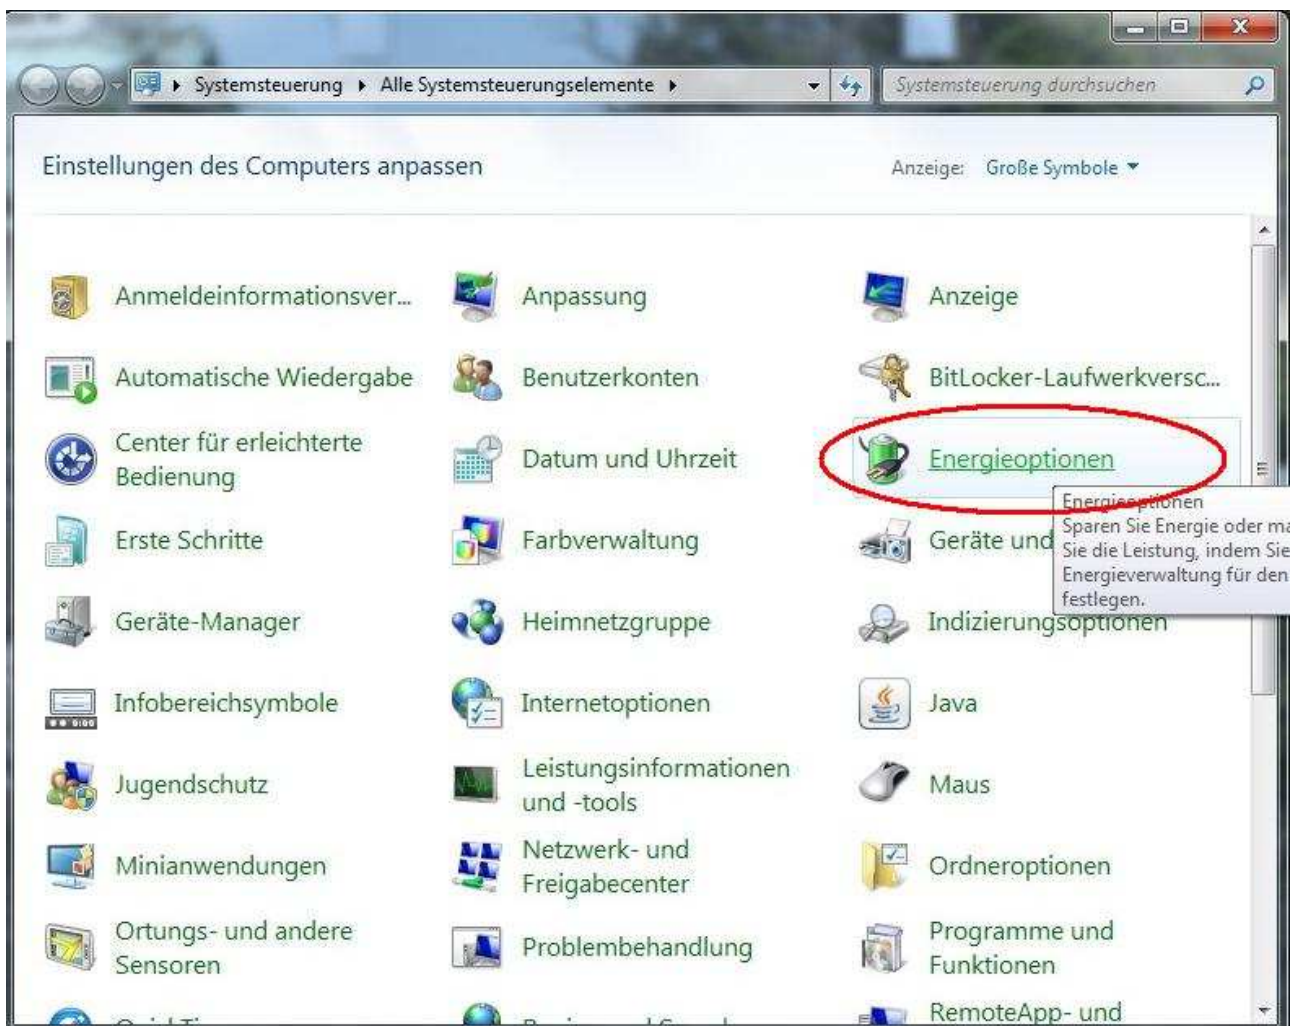 Systemsteuerung
Alle Systemsteuerungselemente
Systemsteuerung durchsuchen
Einstellungen des Computers anpassen
Anzeige:
Große Symbole
Anmeldeinformationsver...
Anpassung
Anzeige
Automatische Wiedergabe
Benutzerkonten
BitLocker-Laufwerkversc...
Center für erleichterte
Bedienung
Datum und Uhrzeit
Energieoptionen
Energieoptionen
Sparen Sie Energie oder ma
Sie die Leistung, indem Sie
Energieverwaltung für den
festlegen.
Erste Schritte
Farbverwaltung
Geräte und
Geräte-Manager
Heimnetzgruppe
Indizierungsoptionen
Infobereichsymbole
Internetoptionen
Java
Jugendschutz
Leistungsinformationen
und -tools
Maus
Minianwendungen
Netzwerk- und
Freigabecenter
Ordneroptionen
Ortungs- und andere
Sensoren
Problembehandlung
Programme und
Funktionen
RemoteApp- und